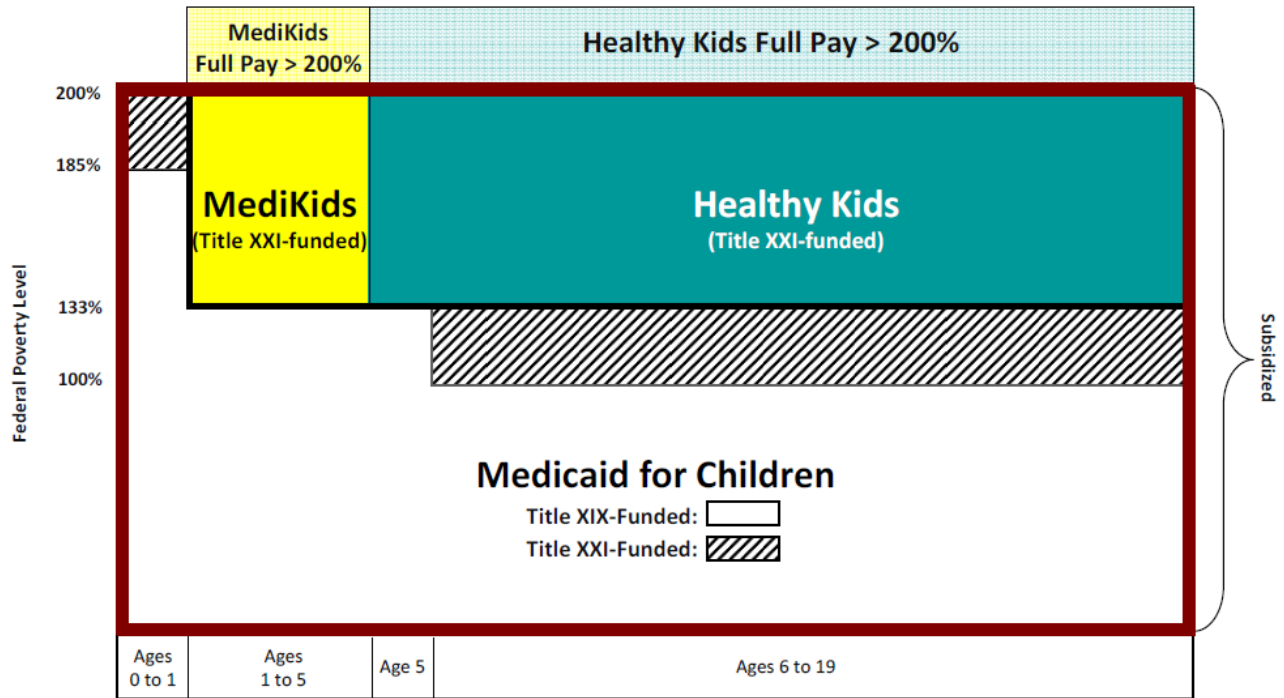 MediKids
Full Pay > 200%
Healthy Kids Full Pay > 200%
200%
185%
133%
100%
Federal Poverty Level
MediKids
(Title XXI-funded)
Healthy Kids
(Title XXI-funded)
Subsidized
Medicaid for Children
Title XIX-Funded:
Title XXI-Funded:
Ages
0 to 1
Ages
1 to 5
Age 5
Ages 6 to 19